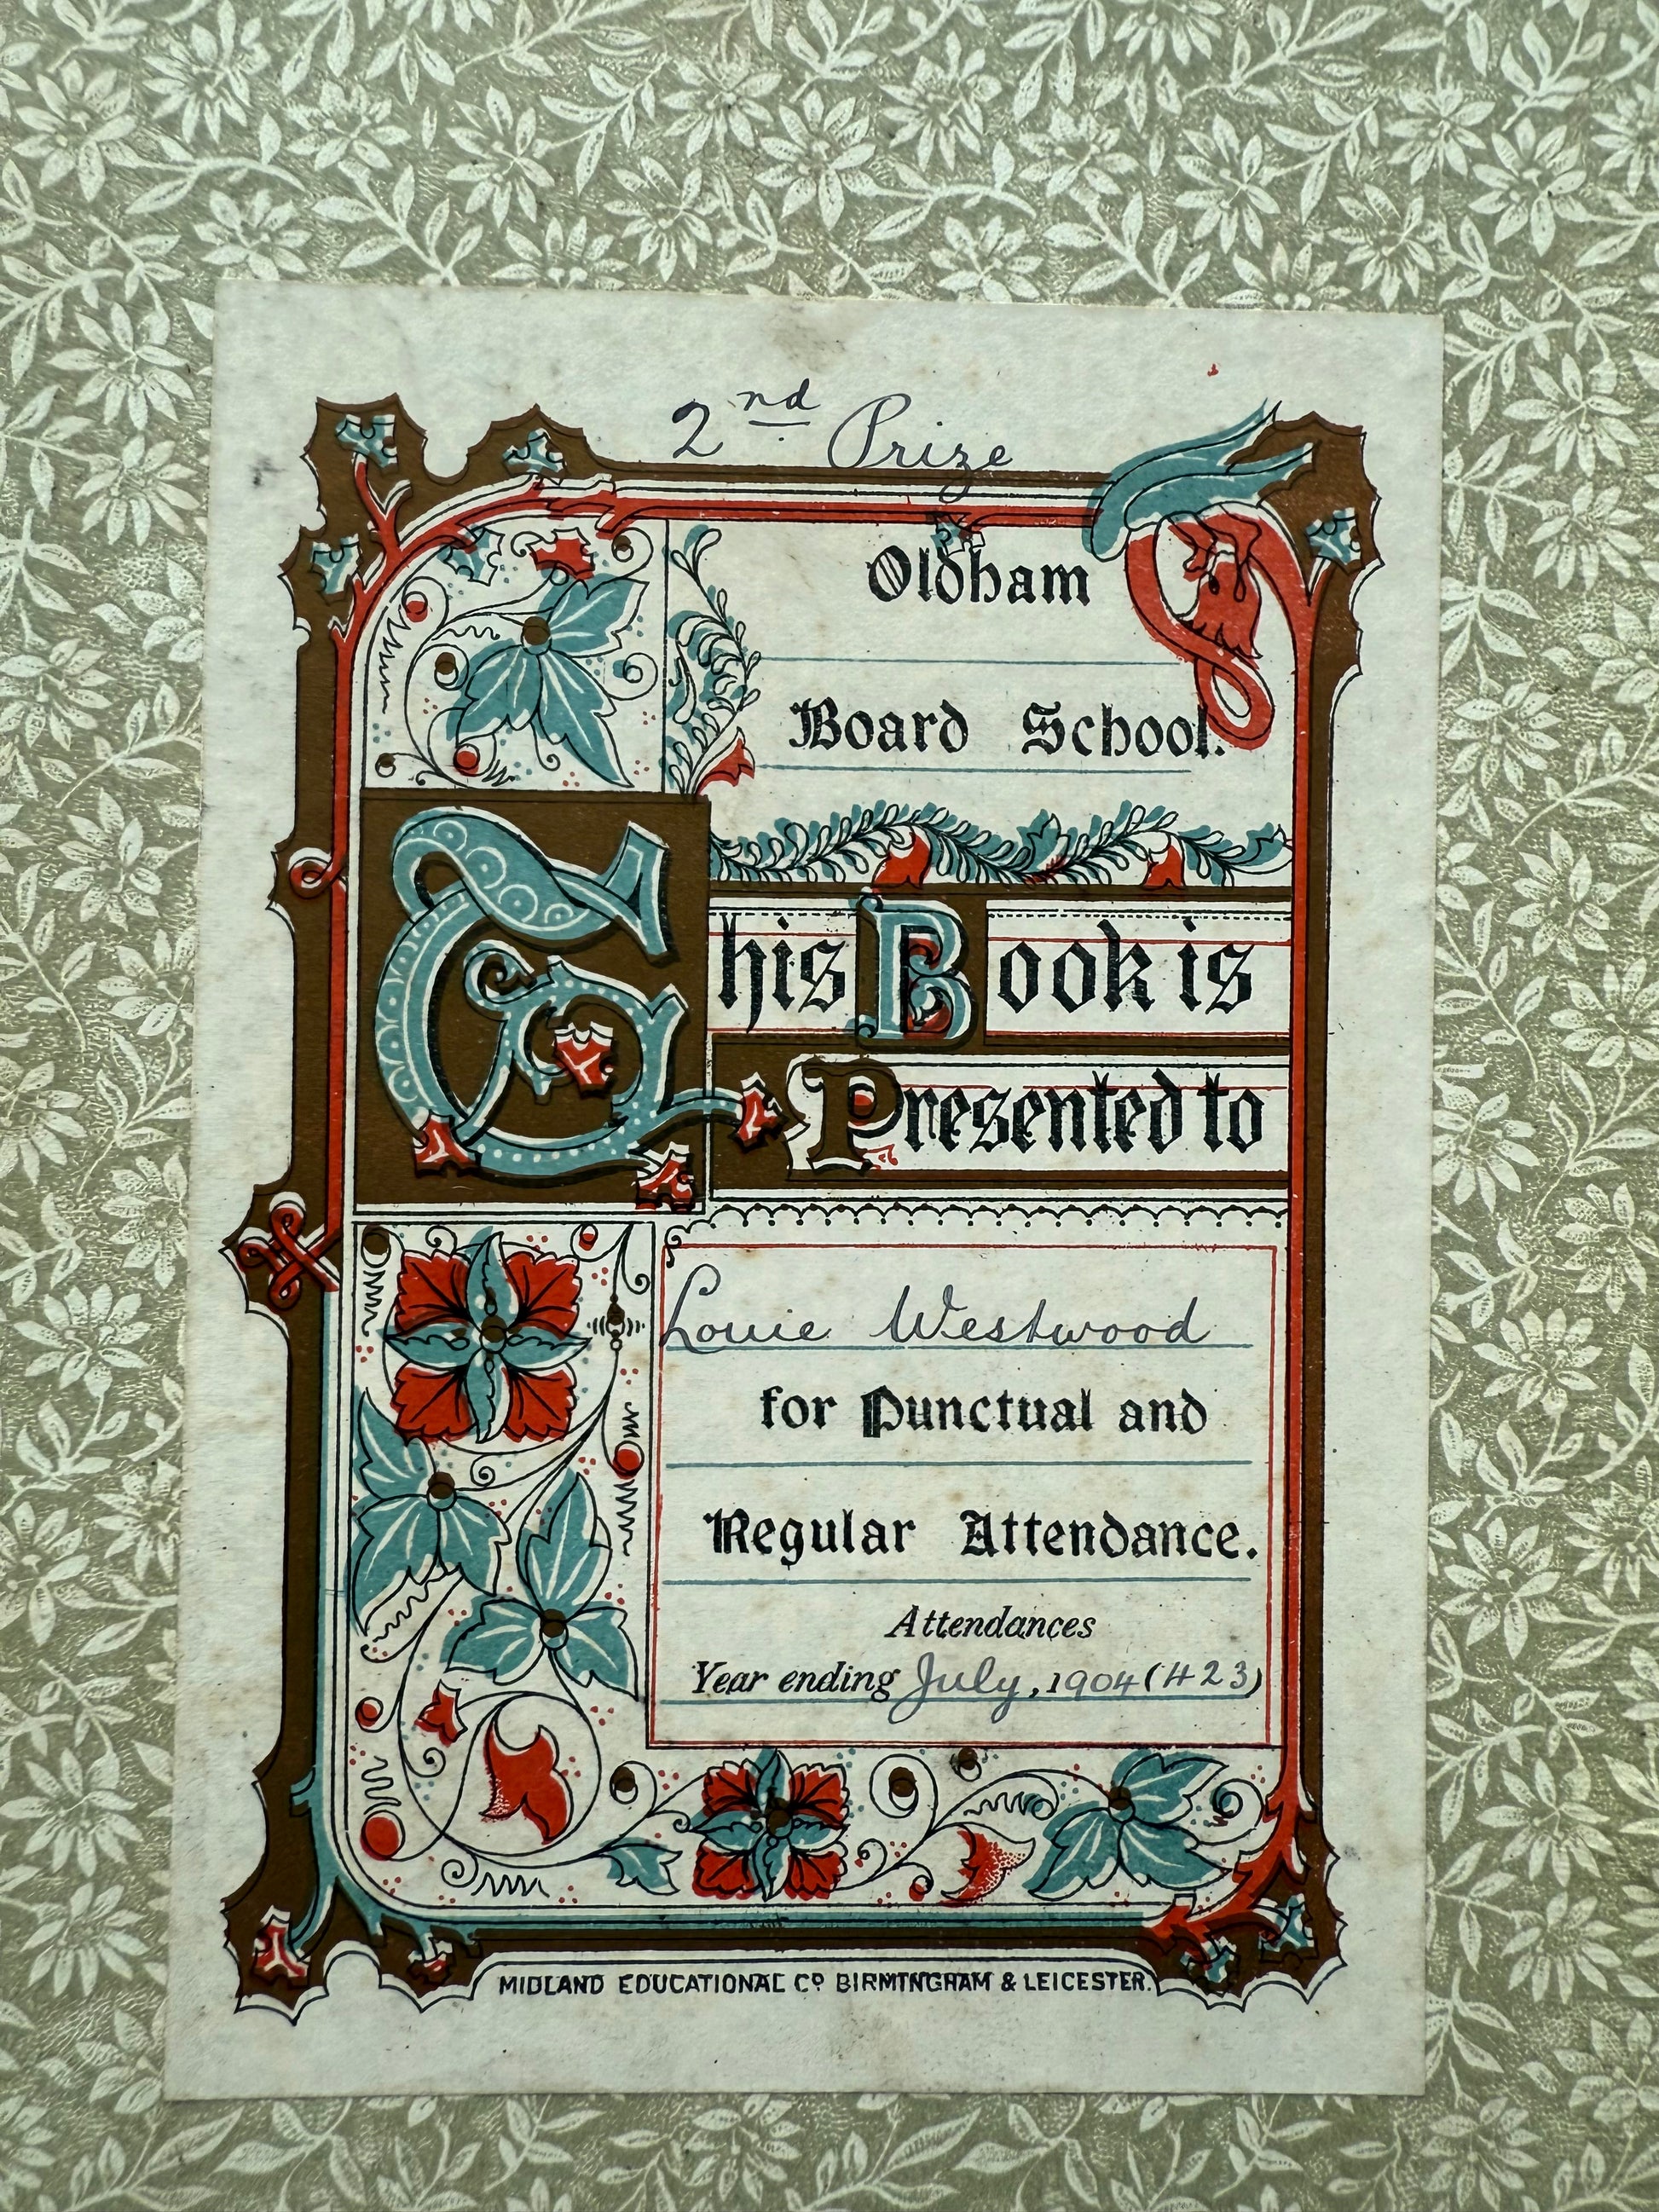 2nd Prize
Oldham
Board School.
This Book is
Presented to
Louie Westwood
for Punctual and
Regular Attendance.
Attendances
Year ending July, 1904 (423)
MIDLAND EDUCATIONAL Co BIRMINGHAM & LEICESTER.